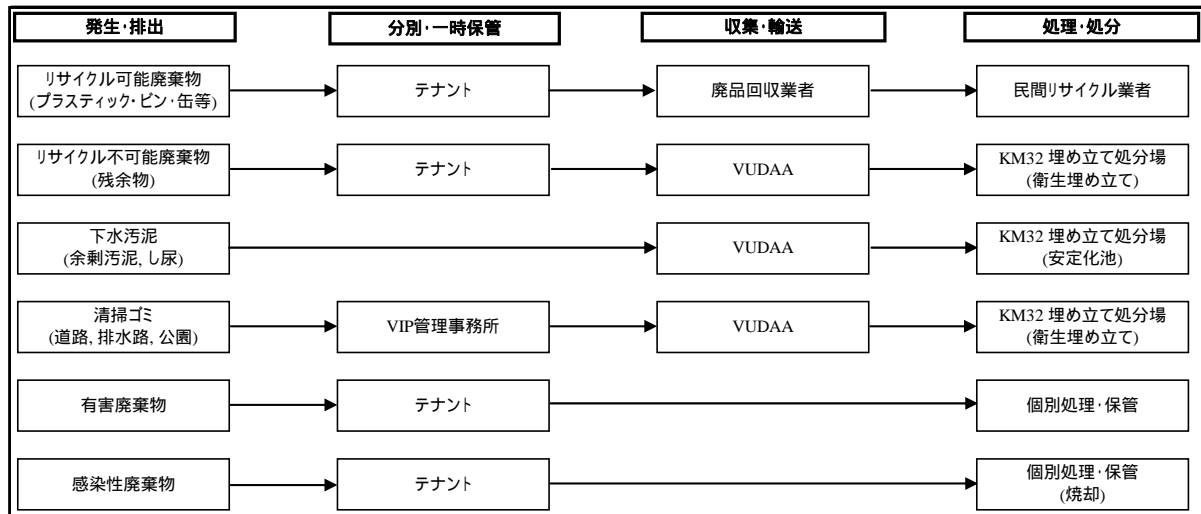 発生･排出
分別･一時保管
収集･輸送
処理･処分
リサイクル可能廃棄物
(プラスティック･ビン･缶等)
テナント
廃品回収業者
民間リサイクル業者
リサイクル不可能廃棄物
(残余物)
テナント
VUDAA
KM32 埋め立て処分場
(衛生埋め立て)
下水汚泥
(余剰汚泥, し尿)
VUDAA
KM32 埋め立て処分場
(安定化池)
清掃ゴミ
(道路, 排水路, 公園)
VIP管理事務所
VUDAA
KM32 埋め立て処分場
(衛生埋め立て)
有害廃棄物
テナント
個別処理･保管
感染性廃棄物
テナント
個別処理･保管
(焼却)